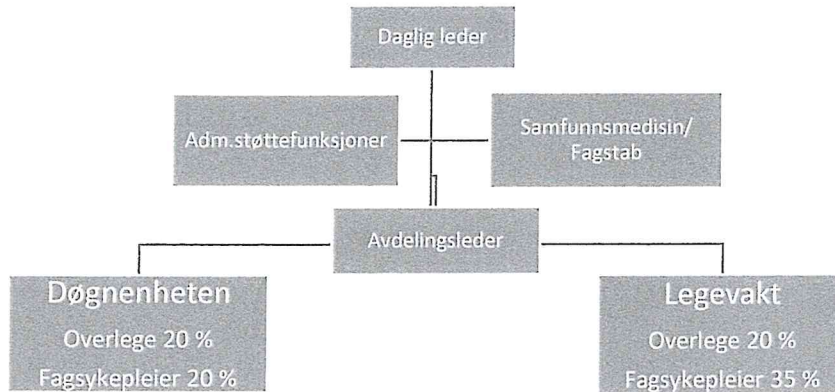 Daglig leder
Adm.støttefunksjoner
Samfunnsmedisin/
Fagstab
Avdelingsleder
Døgnenheten
Overlege 20 %
Fagsykepleier 20 %
Legevakt
Overlege 20 %
Fagsykepleier 35 %